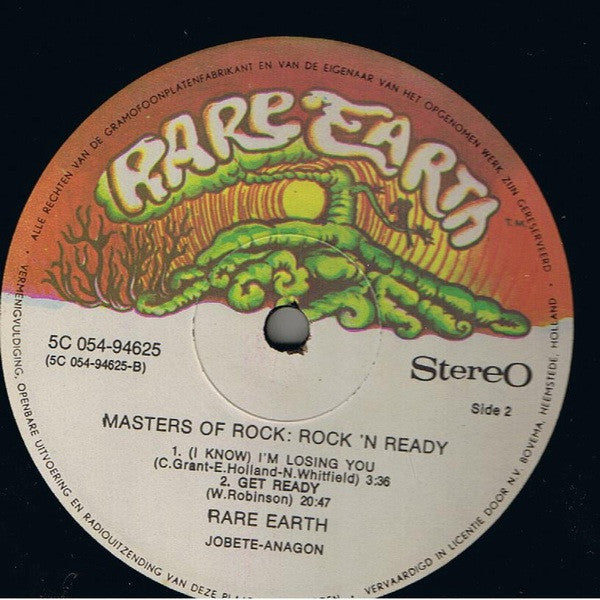 ALLE RECHTEN VAN DE GRAMOFOONPLATENFABRIKANT EN VAN DE EIGENAAR VAN HET OPGENOMEN WERK ZIJN GERESERVEERD
RARE EARTH
T.M.
5C 054-94625
(5C 054-94625-B)
StereO
Side 2
MASTERS OF ROCK: ROCK 'N READY
1. (I KNOW) I'M LOSING YOU
(C.Grant-E.Holland-N.Whitfield) 3:36
2. GET READY
(W.Robinson) 20:47
RARE EARTH
JOBETE-ANAGON
VERMENIGVULDIGING, OPENBARE UITVOERING EN RADIOUITZENDING VAN DEZE
VERVAARDIGD IN LICENTIE DOOR N.V. BOVEMA, HEEMSTEDE, HOLLAND